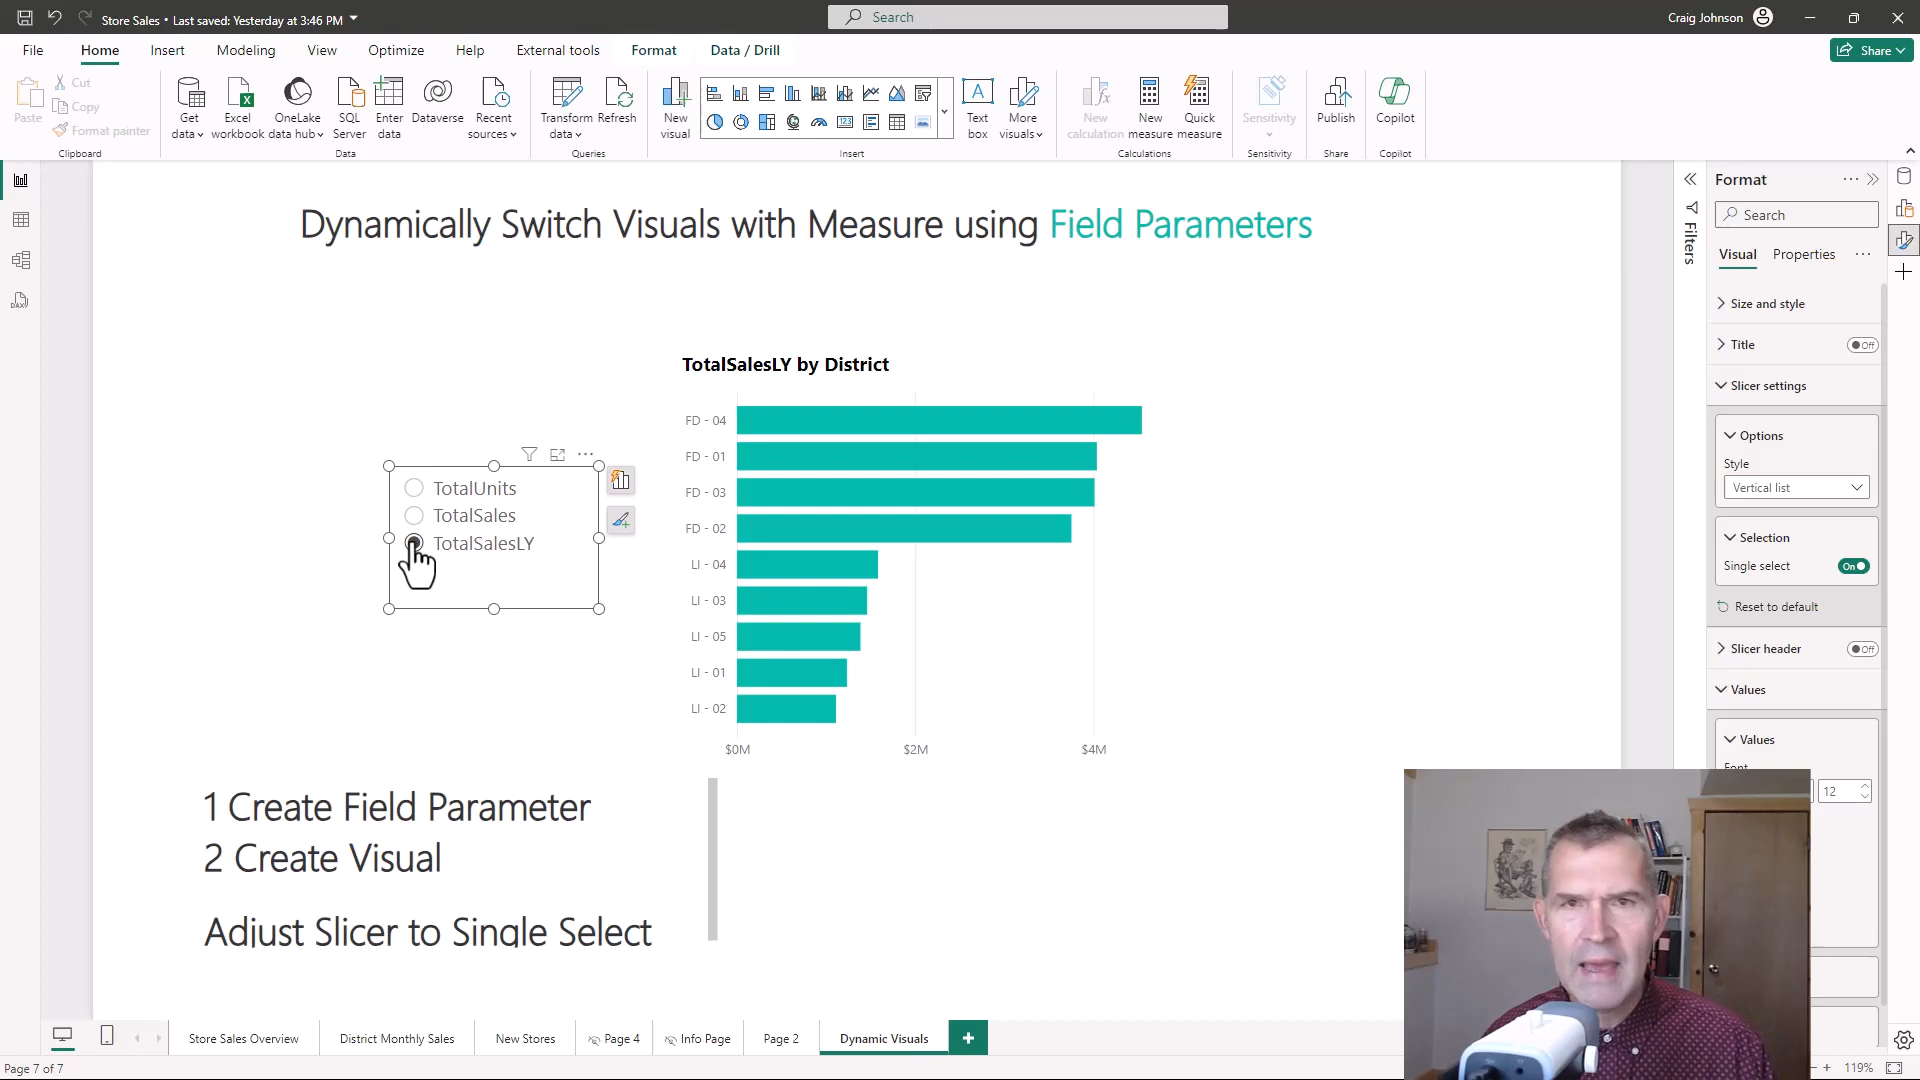 Store Sales • Last saved: Yesterday at 3:46 PM
Search
Craig Johnson
File
Home
Insert
Modeling
View
Optimize
Help
External tools
Format
Data / Drill
Share
Paste
Cut
Copy
Format painter
Clipboard
Get data
Excel workbook
OneLake data hub
SQL Server
Enter data
Dataverse
Recent sources
Data
Transform data
Refresh
Queries
New visual
Text box
More visuals
Insert
New calculation
New measure
Quick measure
Calculations
Sensitivity
Sensitivity
Publish
Share
Copilot
Copilot
Dynamically Switch Visuals with Measure using Field Parameters
TotalUnits
TotalSales
TotalSalesLY
TotalSalesLY by District
FD - 04
FD - 01
FD - 03
FD - 02
LI - 04
LI - 03
LI - 05
LI - 01
LI - 02
$0M
$2M
$4M
1 Create Field Parameter
2 Create Visual
Adjust Slicer to Single Select
Filters
Format
Search
Visual
Properties
Size and style
Title
Off
Slicer settings
Options
Style
Vertical list
Selection
Single select
On
Reset to default
Slicer header
Off
Values
Values
Font
12
DAX
Store Sales Overview
District Monthly Sales
New Stores
Page 4
Info Page
Page 2
Dynamic Visuals
Page 7 of 7
119%